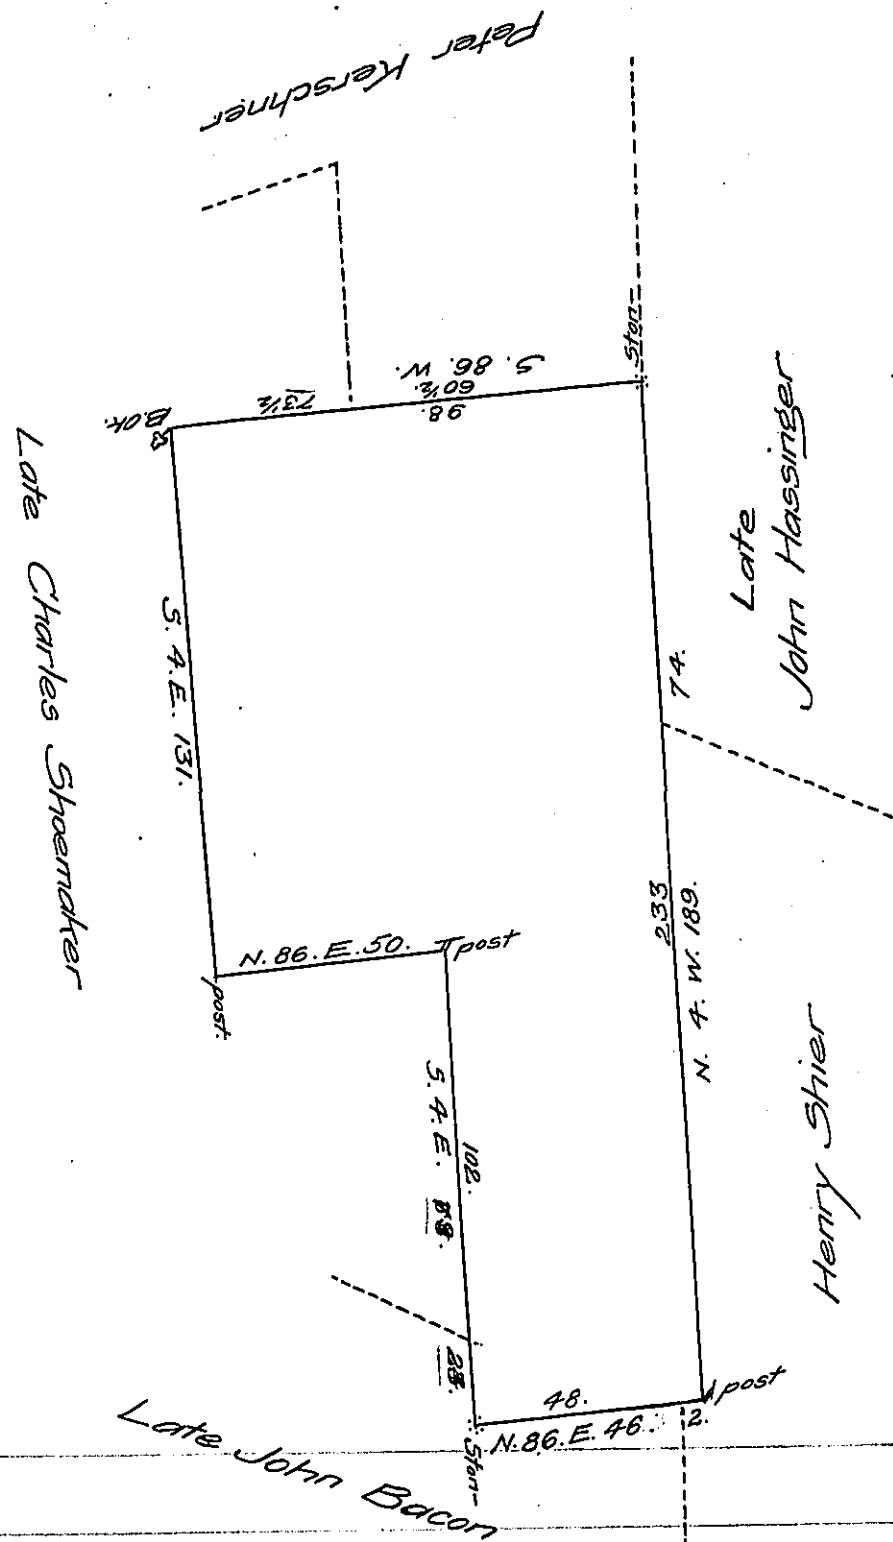 Peter Kerschner
Ston-
S. 86. W.
60½.
73½
98.
B.OK.
Late
John Hassinger
Late Charles Shoemaker
S. 4. E. 131.
74.
233
N. 4. W. 189.
N. 86. E. 50.
post
post.
S. 4. E.
102.
Henry Shier
28.
post
48.
N. 86. E. 46.
2.
Ston-
Late John Bacon